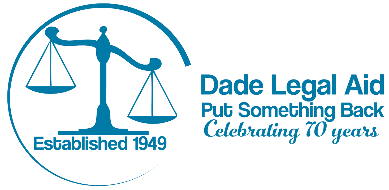 Established 1949
Dade Legal Aid
Put Something Back
Celebrating 70 years